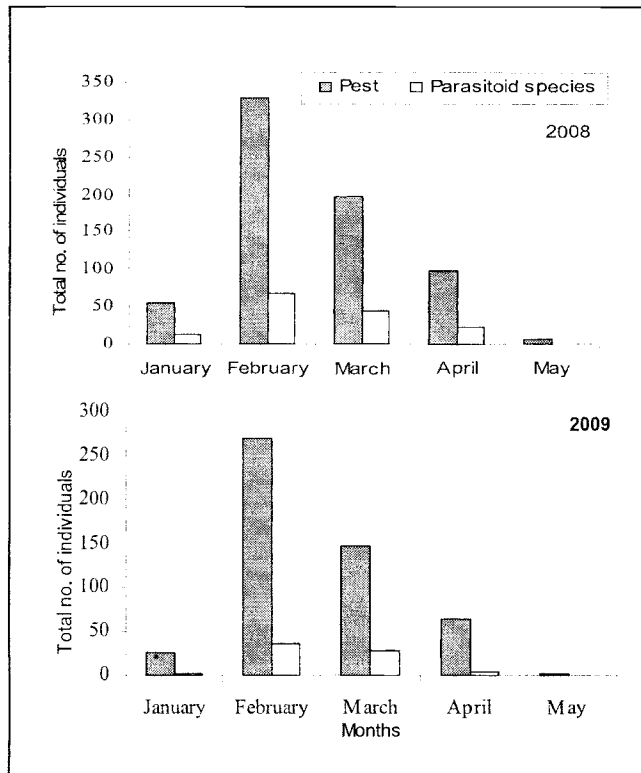 Pest Parasitoid species
2008
350
300
250
200
150
100
50
0
Total no. of individuals
January February March April May
2009
300
250
200
150
100
50
0
Total no. of individuals
January February March April May
Months